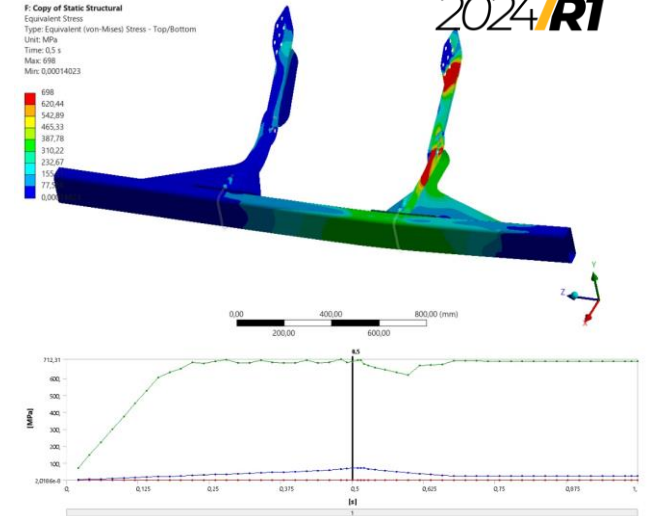 F: Copy of Static Structural
2024 R1
Equivalent Stress
Type: Equivalent (von-Mises) Stress - Top/Bottom
Unit: MPa
Time: 0,5 s
Max: 698
Min: 0,00014023
698
620,44
542,89
465,33
387,78
310,22
232,67
155
Y
Z
X
0,00 400,00 800,00 (mm)
200,00 600,00
712,31
600,
500,
400,
300,
200,
100,
[MPa]
0,5
0, 0,125 0,25 0,375 0,5 0,625 0,75 0,875 1,
[s]
1